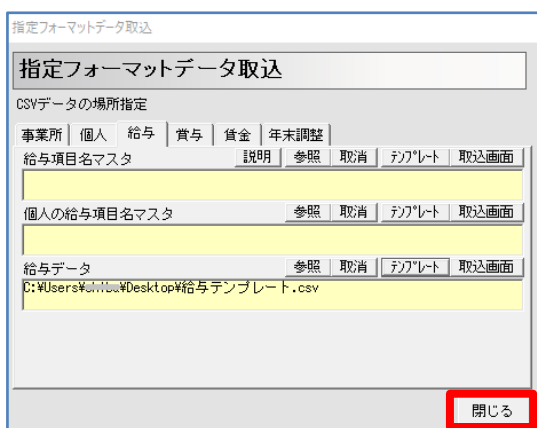 指定フォーマットデータ取込
指定フォーマットデータ取込
CSVデータの場所指定
事業所 個人 給与 賞与 賃金 年末調整
給与項目名マスタ 説明 参照 取消 テンプレート 取込画面
個人の給与項目名マスタ 参照 取消 テンプレート 取込画面
給与データ 参照 取消 テンプレート 取込画面
C:¥Users¥ ¥Desktop¥給与テンプレート.csv
閉じる